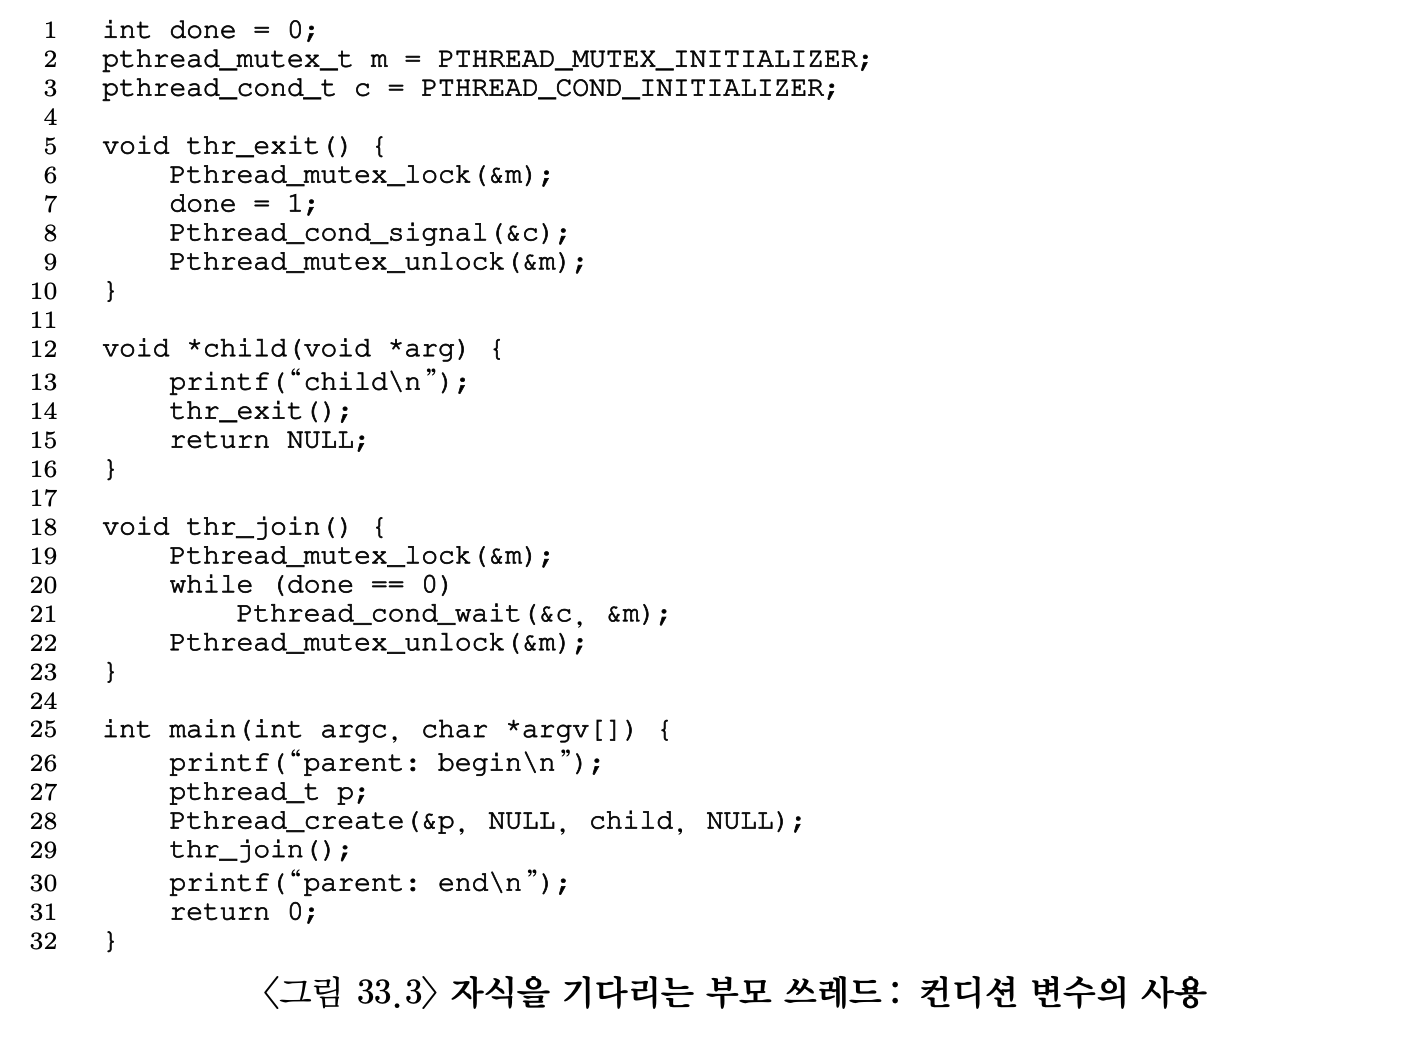 1 int done = 0;
2 pthread_mutex_t m = PTHREAD_MUTEX_INITIALIZER;
3 pthread_cond_t c = PTHREAD_COND_INITIALIZER;
4
5 void thr_exit() {
6     Pthread_mutex_lock(&m);
7     done = 1;
8     Pthread_cond_signal(&c);
9     Pthread_mutex_unlock(&m);
10 }
11
12 void *child(void *arg) {
13     printf(“child\n”);
14     thr_exit();
15     return NULL;
16 }
17
18 void thr_join() {
19     Pthread_mutex_lock(&m);
20     while (done == 0)
21         Pthread_cond_wait(&c, &m);
22     Pthread_mutex_unlock(&m);
23 }
24
25 int main(int argc, char *argv[]) {
26     printf(“parent: begin\n”);
27     pthread_t p;
28     Pthread_create(&p, NULL, child, NULL);
29     thr_join();
30     printf(“parent: end\n”);
31     return 0;
32 }
〈그림 33.3〉 자식을 기다리는 부모 쓰레드: 컨디션 변수의 사용